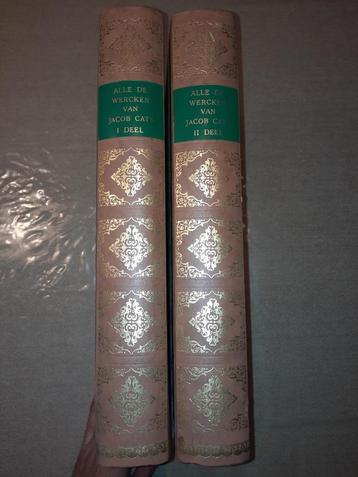 ALLE DE
WERCKEN
VAN
JACOB CATS
I DEEL
ALLE DE
WERCKEN
VAN
JACOB CATS
II DEEL